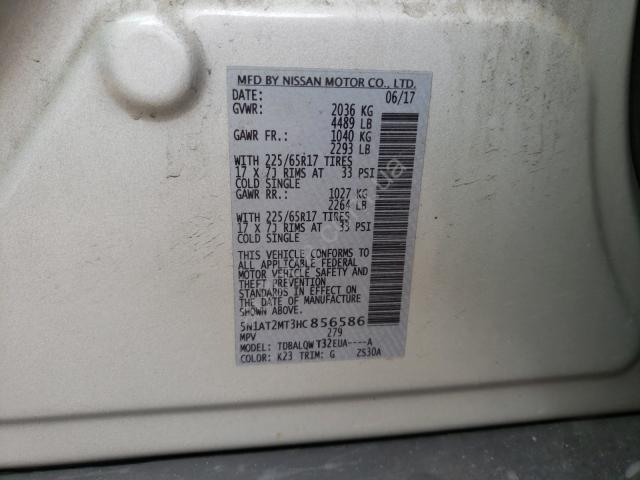 MFD BY NISSAN MOTOR CO., LTD.
DATE: 06/17
GVWR: 2036 KG
4489 LB
GAWR FR.: 1040 KG
2293 LB
WITH 225/65R17 TIRES
17 X 7J RIMS AT 33 PSI
COLD SINGLE
GAWR RR.: 1027 KG
2264 LB
WITH 225/65R17 TIRES
17 X 7J RIMS AT 33 PSI
COLD SINGLE
THIS VEHICLE CONFORMS TO
ALL APPLICABLE FEDERAL
MOTOR VEHICLE SAFETY AND
THEFT PREVENTION
STANDARDS IN EFFECT ON
THE DATE OF MANUFACTURE
SHOWN ABOVE.
5N1AT2MT3HC856586
MPV 279
MODEL: TDBALQWT32EUA----A
COLOR: K23 TRIM: G ZS30A